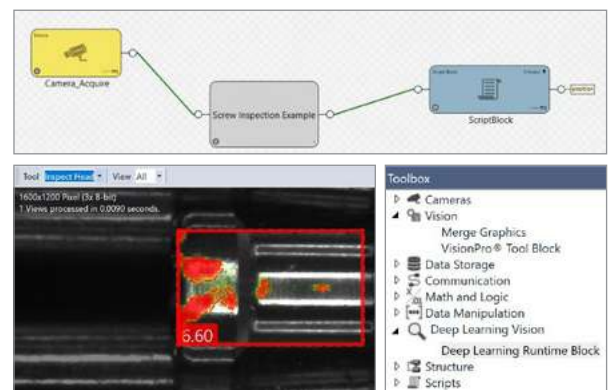 Camera_Acquire
Screw Inspection Example
ScriptBlock
Tool Inspect Head View All
1600x1200 Pixel (3x 8-bit)
1 Views processed in 0.0090 seconds.
6.60
Toolbox
Cameras
Vision
Merge Graphics
VisionPro® Tool Block
Data Storage
Communication
Math and Logic
Data Manipulation
Deep Learning Vision
Deep Learning Runtime Block
Structure
Scripts